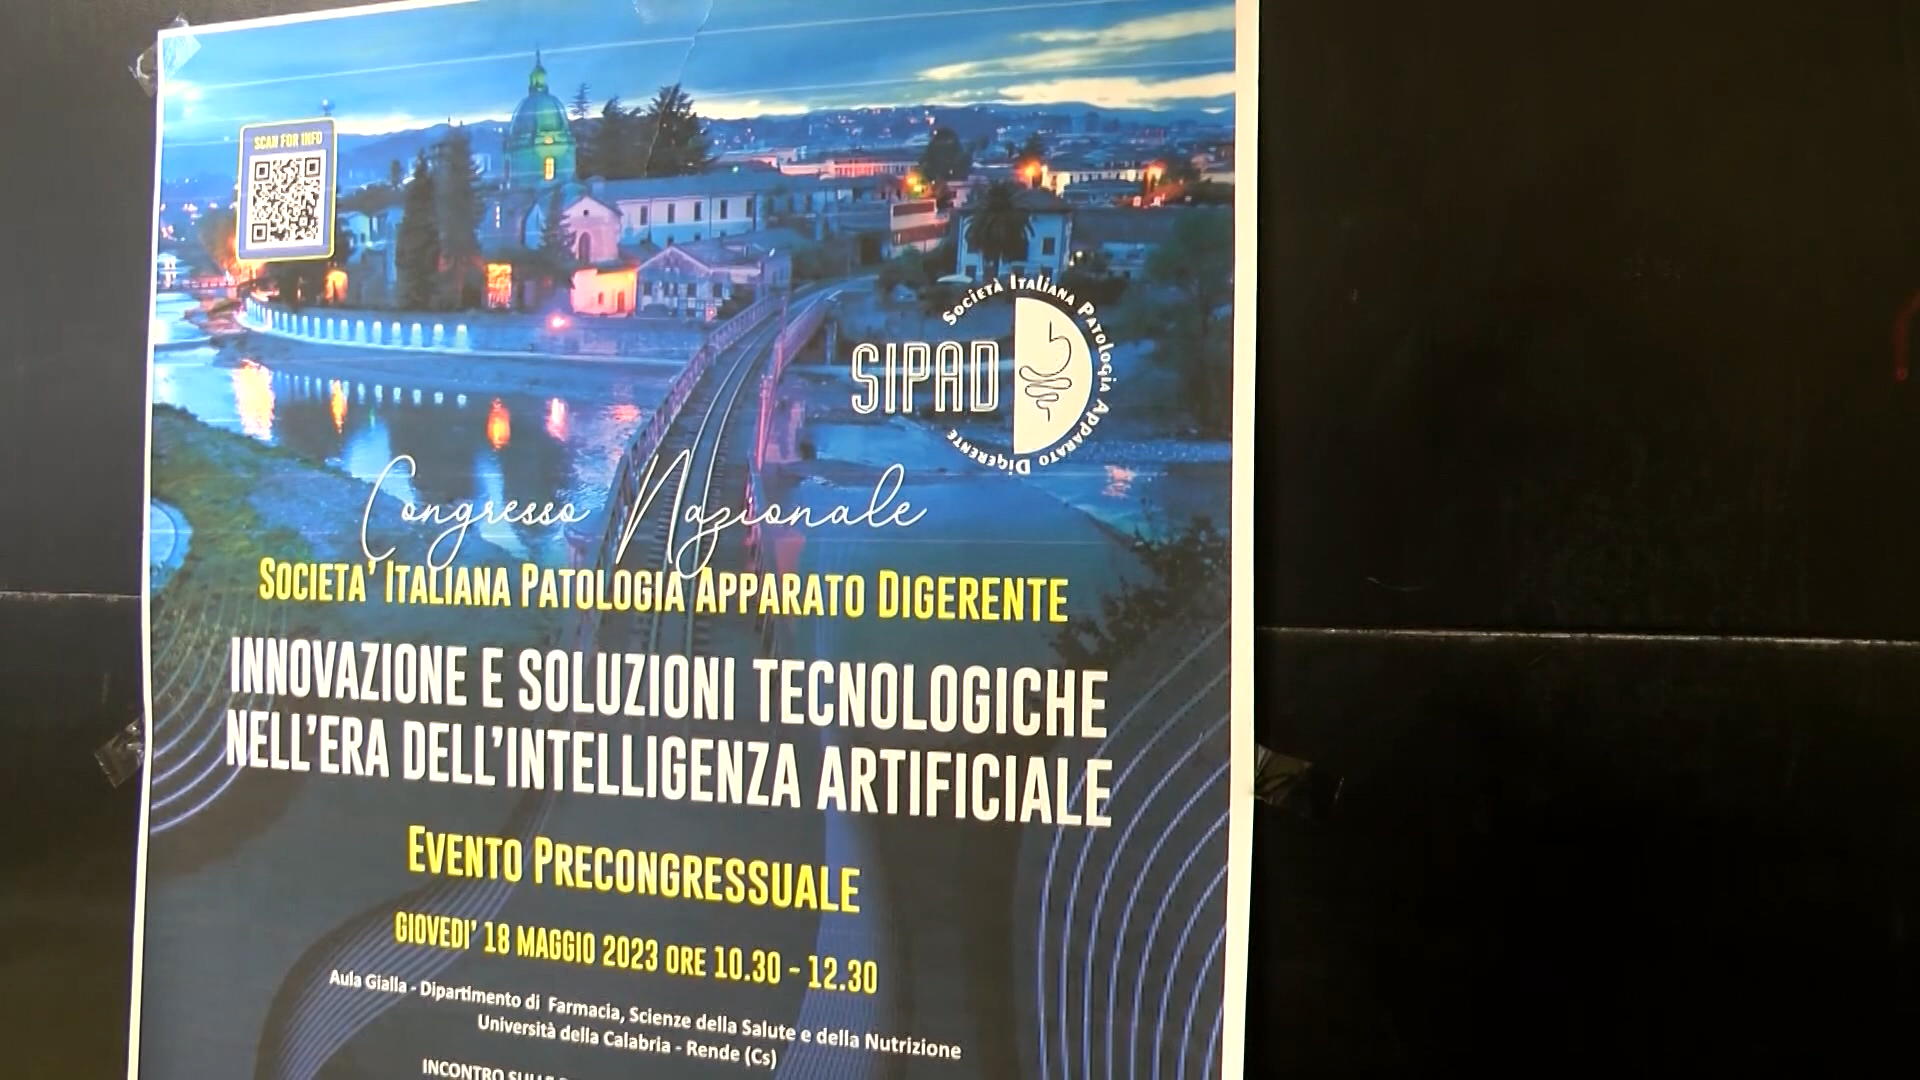 SCAN FOR INFO
SOCIETÀ ITALIANA PATOLOGIA APPARATO DIGERENTE
SIPAD
Congresso Nazionale
SOCIETA' ITALIANA PATOLOGIA APPARATO DIGERENTE
INNOVAZIONE E SOLUZIONI TECNOLOGICHE
NELL'ERA DELL'INTELLIGENZA ARTIFICIALE
EVENTO PRECONGRESSUALE
GIOVEDI' 18 MAGGIO 2023 ORE 10.30 - 12.30
Aula Gialla - Dipartimento di Farmacia, Scienze della Salute e della Nutrizione
Università della Calabria - Rende (Cs)
INCONTRO